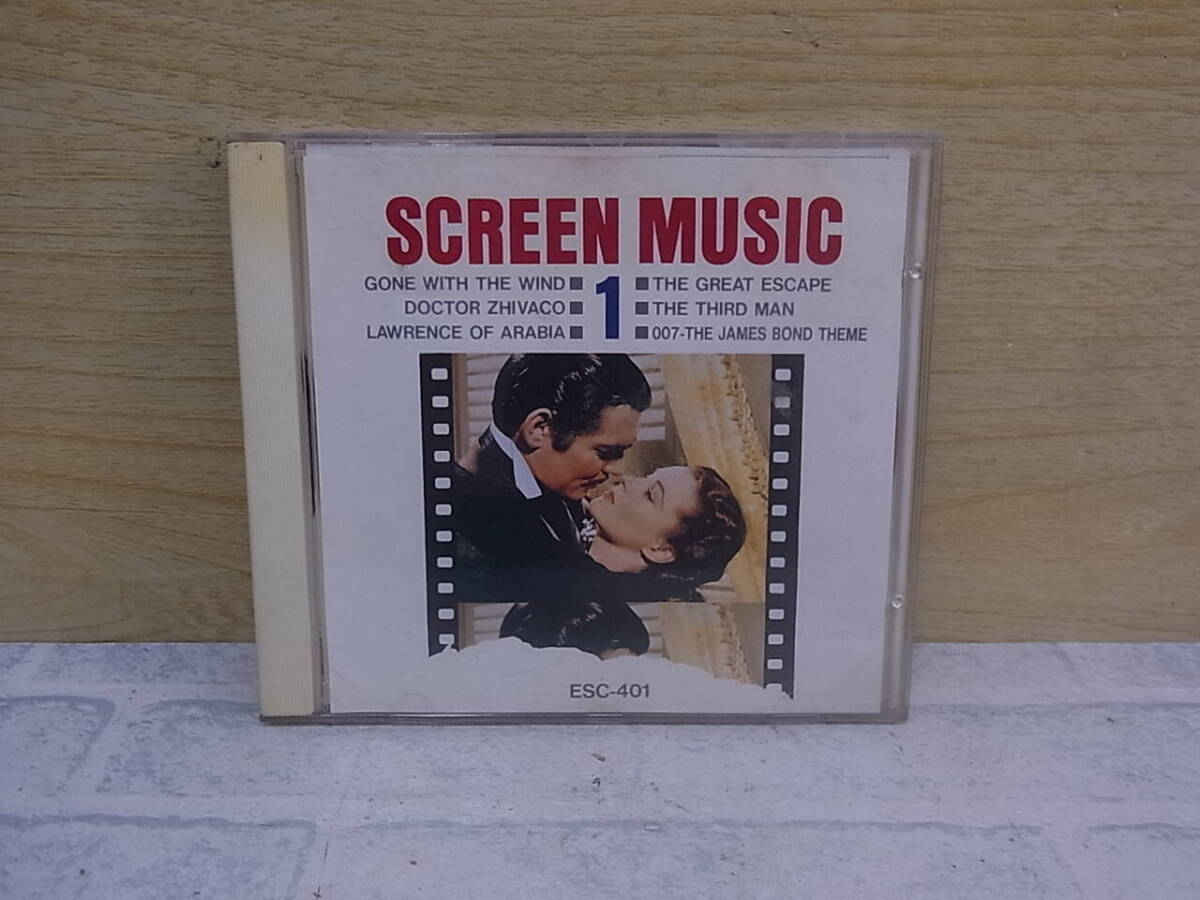 SCREEN MUSIC
GONE WITH THE WIND ■ 1 ■ THE GREAT ESCAPE
DOCTOR ZHIVACO ■ ■ THE THIRD MAN
LAWRENCE OF ARABIA ■ ■ 007-THE JAMES BOND THEME
ESC-401